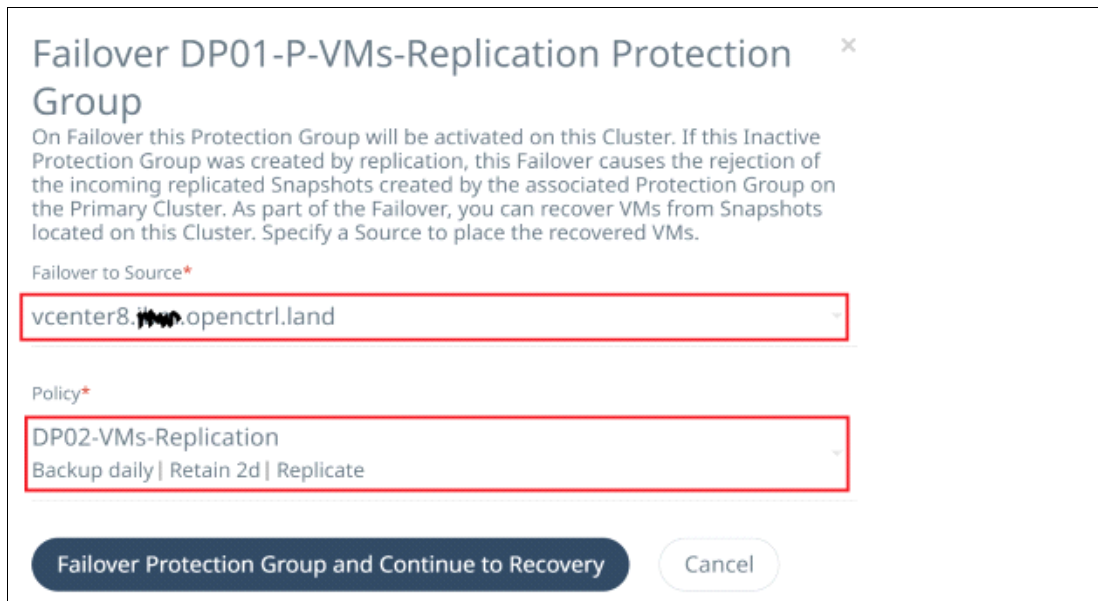 Failover DP01-P-VMs-Replication Protection
Group
On Failover this Protection Group will be activated on this Cluster. If this Inactive
Protection Group was created by replication, this Failover causes the rejection of
the incoming replicated Snapshots created by the associated Protection Group on
the Primary Cluster. As part of the Failover, you can recover VMs from Snapshots
located on this Cluster. Specify a Source to place the recovered VMs.
Failover to Source*
vcenter8. .openctrl.land
Policy*
DP02-VMs-Replication
Backup daily | Retain 2d | Replicate
Failover Protection Group and Continue to Recovery
Cancel